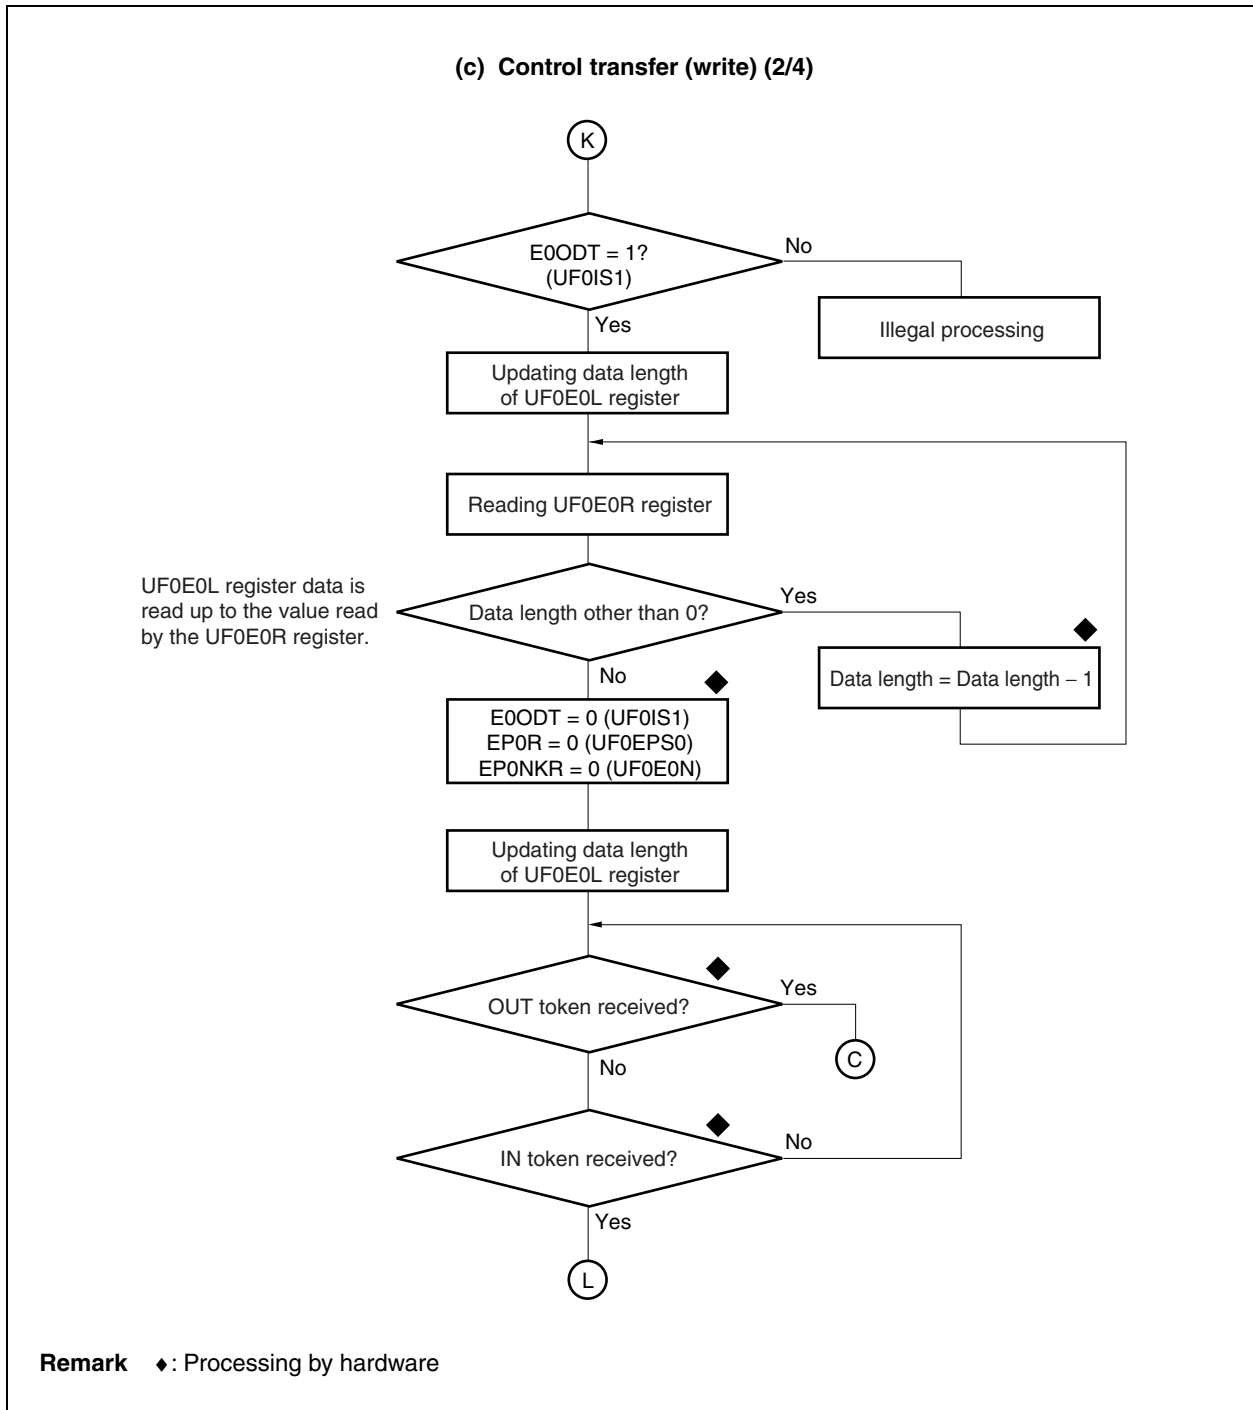 (c) Control transfer (write) (2/4)
K
E0ODT = 1?
(UF0IS1)
No
Illegal processing
Yes
Updating data length
of UF0E0L register
Reading UF0E0R register
UF0E0L register data is
read up to the value read
by the UF0E0R register.
Data length other than 0?
Yes
Data length = Data length – 1
No
E0ODT = 0 (UF0IS1)
EP0R = 0 (UF0EPS0)
EP0NKR = 0 (UF0E0N)
Updating data length
of UF0E0L register
OUT token received?
Yes
C
No
IN token received?
No
Yes
L
Remark ♦: Processing by hardware